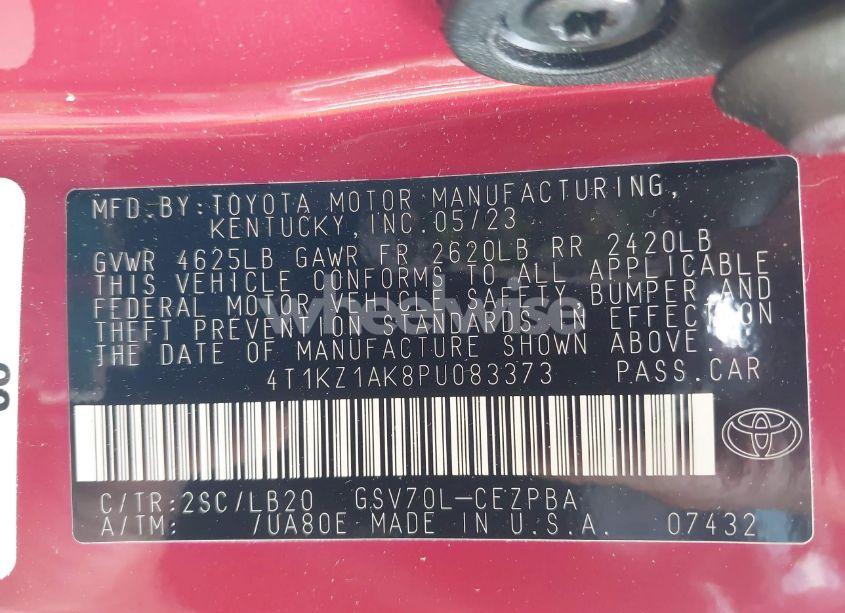 MFD.BY:TOYOTA MOTOR MANUFACTURING,
KENTUCKY,INC.05/23
GVWR 4625LB GAWR FR 2620LB RR 2420LB
THIS VEHICLE CONFORMS TO ALL APPLICABLE
FEDERAL MOTOR VEHICLE SAFETY, BUMPER AND
THEFT PREVENTION STANDARDS IN EFFECT ON
THE DATE OF MANUFACTURE SHOWN ABOVE.
wheelwise
4T1KZ1AK8PU083373 PASS.CAR
C/TR:2SC/LB20 GSV70L-CEZPBA
A/TM: /UA80E MADE IN U.S.A. 07432